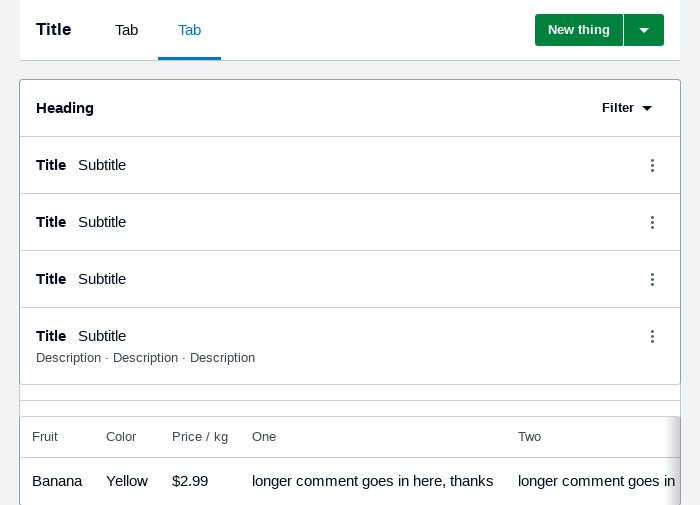 Title Tab Tab New thing
Heading Filter
Title Subtitle
Title Subtitle
Title Subtitle
Title Subtitle
Description · Description · Description
Fruit Color Price / kg One Two
Banana Yellow $2.99 longer comment goes in here, thanks longer comment goes in